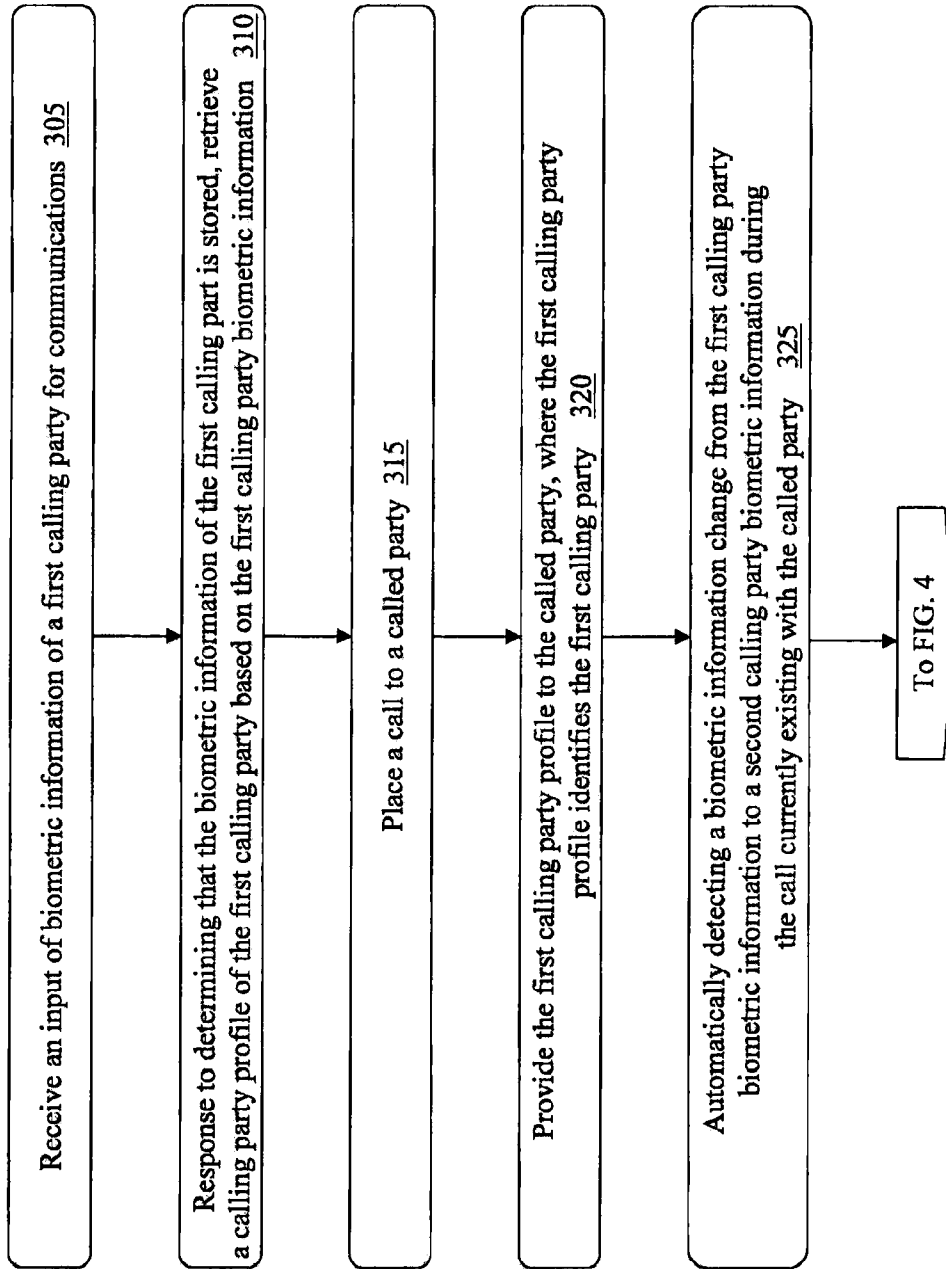 Receive an input of biometric information of a first calling party for communications 305
Response to determining that the biometric information of the first calling part is stored, retrieve
a calling party profile of the first calling party based on the first calling party biometric information 310
Place a call to a called party 315
Provide the first calling party profile to the called party, where the first calling party
profile identifies the first calling party 320
Automatically detecting a biometric information change from the first calling party
biometric information to a second calling party biometric information during
the call currently existing with the called party 325
To FIG. 4